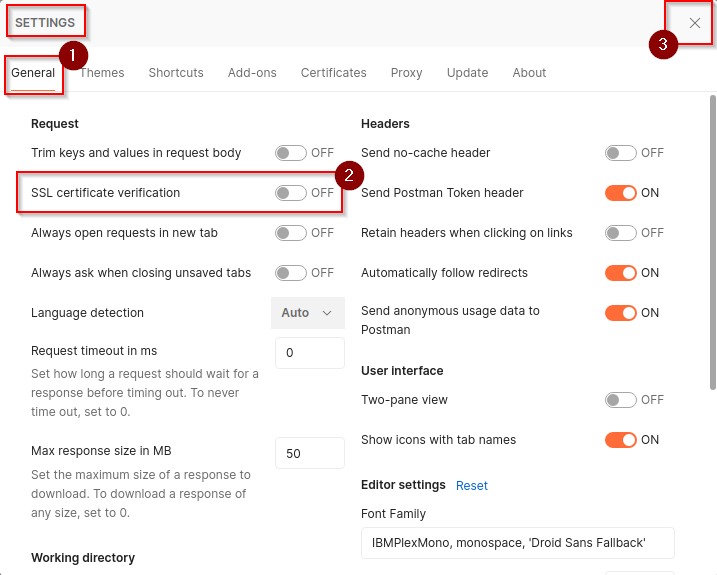 SETTINGS
3
1
General Themes Shortcuts Add-ons Certificates Proxy Update About
Request
Trim keys and values in request body OFF
2
SSL certificate verification OFF
Always open requests in new tab OFF
Always ask when closing unsaved tabs OFF
Language detection Auto
Request timeout in ms 0
Set how long a request should wait for a
response before timing out. To never
time out, set to 0.
Max response size in MB 50
Set the maximum size of a response to
download. To download a response of
any size, set to 0.
Working directory
Headers
Send no-cache header OFF
Send Postman Token header ON
Retain headers when clicking on links OFF
Automatically follow redirects ON
Send anonymous usage data to
Postman ON
User interface
Two-pane view OFF
Show icons with tab names ON
Editor settings Reset
Font Family
IBMPlexMono, monospace, 'Droid Sans Fallback'